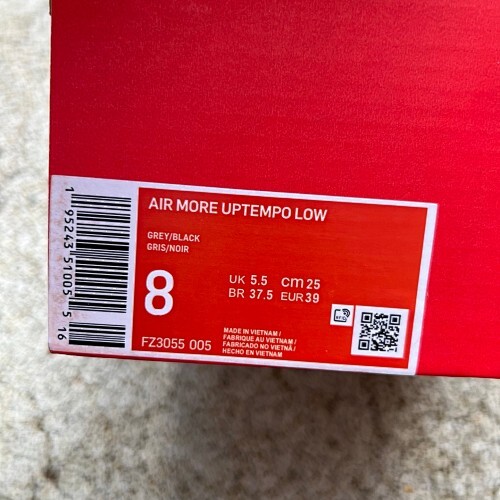 AIR MORE UPTEMPO LOW
GREY/BLACK
GRIS/NOIR
8
UK 5.5 cm 25
BR 37.5 EUR 39
MADE IN VIETNAM /
FABRIQUE AU VIETNAM /
FABRICADO NO VIETNÃ /
HECHO EN VIETNAM
FZ3055 005
1 95243 51005 5 16